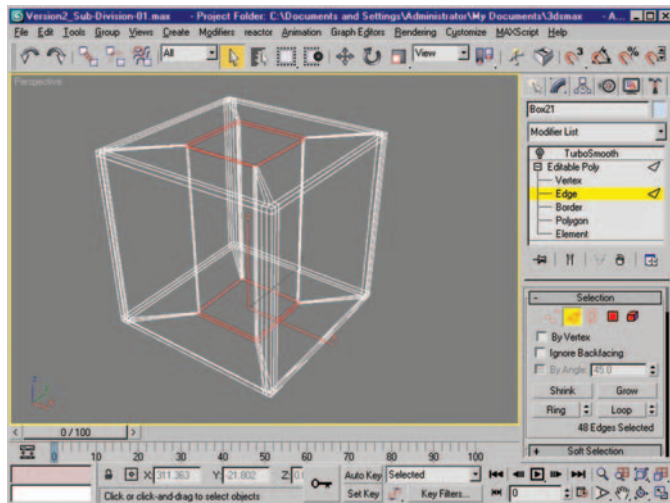 Version2_Sub-Division-01.max - Project Folder: C:\Documents and Settings\Administrator\My Documents\3dsmax - A...
File Edit Tools Group Views Create Modifiers reactor Animation Graph Editors Rendering Customize MAXScript Help
All View
Perspective
Box21
Modifier List
TurboSmooth
Editable Poly
Vertex
Edge
Border
Polygon
Element
Selection
By Vertex
Ignore Backfacing
By Angle: 45.0
Shrink Grow
Ring Loop
48 Edges Selected
Soft Selection
0 / 100
0 10 20 30 40 50 60 70 80 90 100
X: 311.363 Y: -21.802 Z:
Auto Key Selected
Click or click-and-drag to select objects
Set Key Key Filters... 0